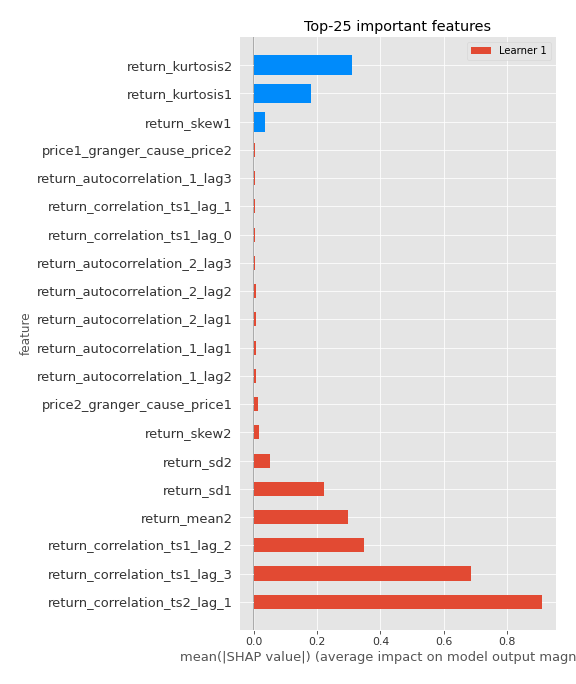 Top-25 important features
Learner 1
return_kurtosis2
return_kurtosis1
return_skew1
price1_granger_cause_price2
return_autocorrelation_1_lag3
return_correlation_ts1_lag_1
return_correlation_ts1_lag_0
return_autocorrelation_2_lag3
return_autocorrelation_2_lag2
return_autocorrelation_2_lag1
return_autocorrelation_1_lag1
return_autocorrelation_1_lag2
price2_granger_cause_price1
return_skew2
return_sd2
return_sd1
return_mean2
return_correlation_ts1_lag_2
return_correlation_ts1_lag_3
return_correlation_ts2_lag_1
feature
0.0 0.2 0.4 0.6 0.8
mean(|SHAP value|) (average impact on model output magn